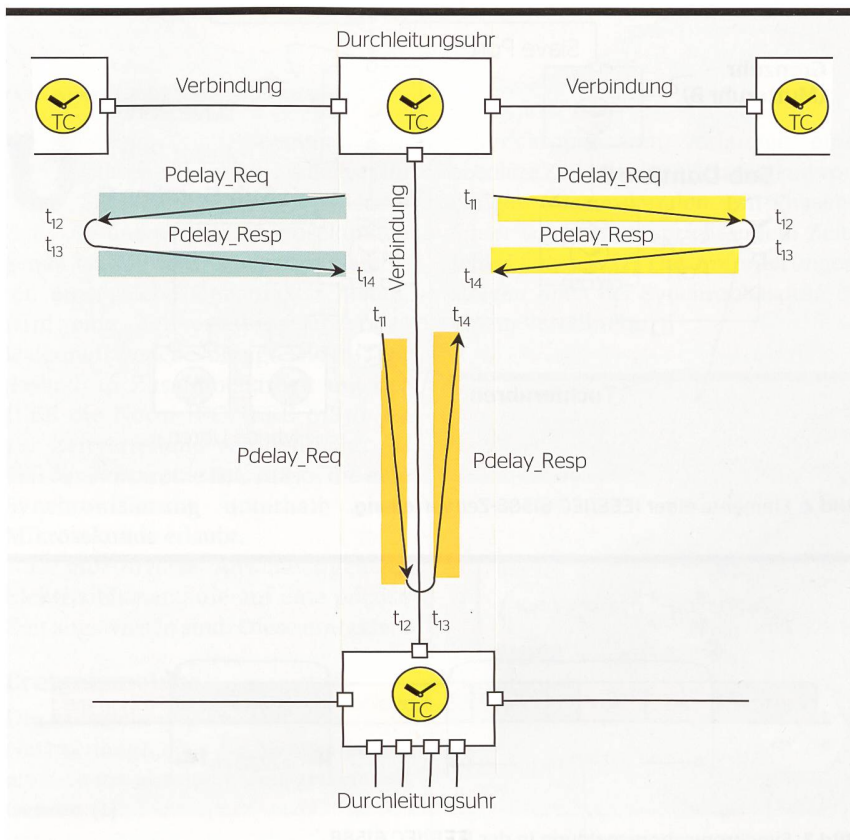 Durchleitungsuhr
Verbindung
Verbindung
TC
TC
TC
Pdelay_Req
Pdelay_Req
Verbindung
t11
t12
t12
t13
Pdelay_Resp
Pdelay_Resp
t13
t14
t14
t11
t14
Pdelay_Req
Pdelay_Resp
t12
t13
TC
Durchleitungsuhr